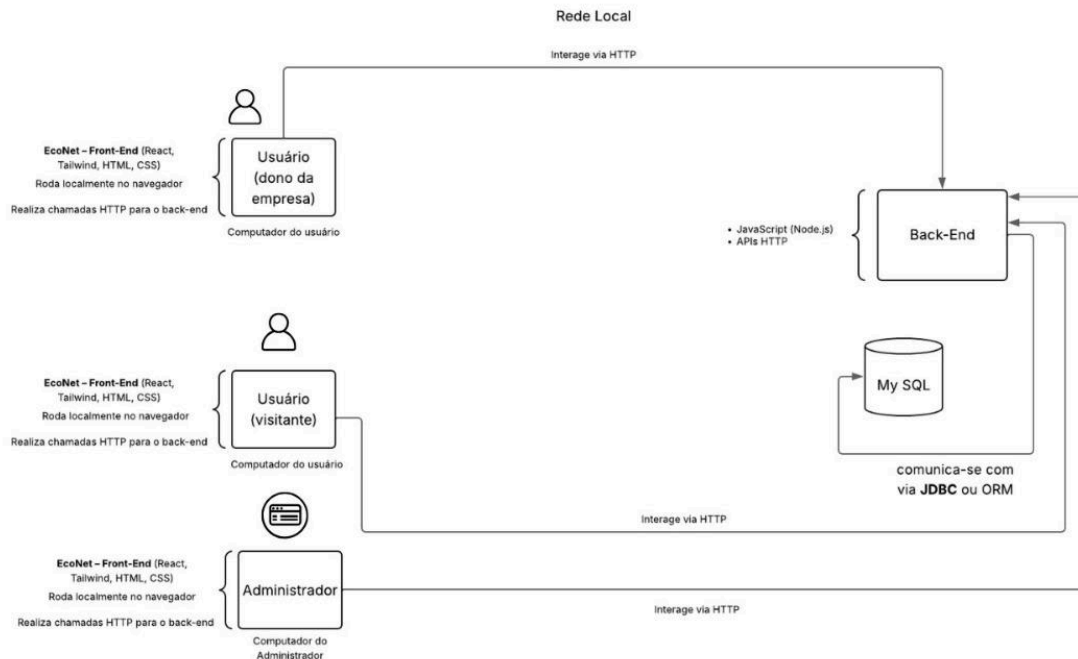 Rede Local
Interage via HTTP
EcoNet – Front-End (React,
Tailwind, HTML, CSS)
Roda localmente no navegador
Realiza chamadas HTTP para o back-end
Usuário
(dono da
empresa)
Computador do usuário
• JavaScript (Node.js)
• APIs HTTP
Back-End
EcoNet – Front-End (React,
Tailwind, HTML, CSS)
Roda localmente no navegador
Realiza chamadas HTTP para o back-end
Usuário
(visitante)
Computador do usuário
My SQL
comunica-se com
via JDBC ou ORM
Interage via HTTP
EcoNet – Front-End (React,
Tailwind, HTML, CSS)
Roda localmente no navegador
Realiza chamadas HTTP para o back-end
Administrador
Computador do
Administrador
Interage via HTTP